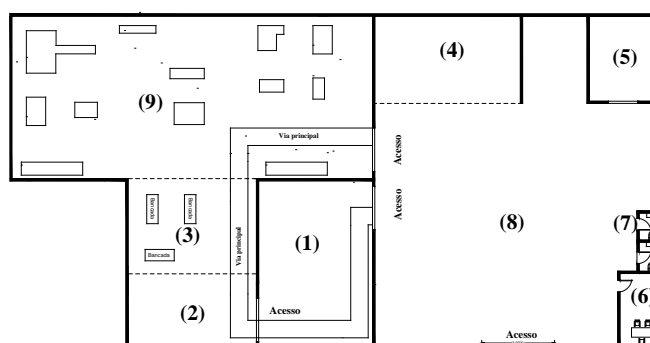 (4)
(5)
(9)
Via principal
Acesso
Acesso
Bancada
Bancada
(3)
Via principal
(1)
(8)
(7)
Bancada
(6)
(2)
Acesso
Acesso